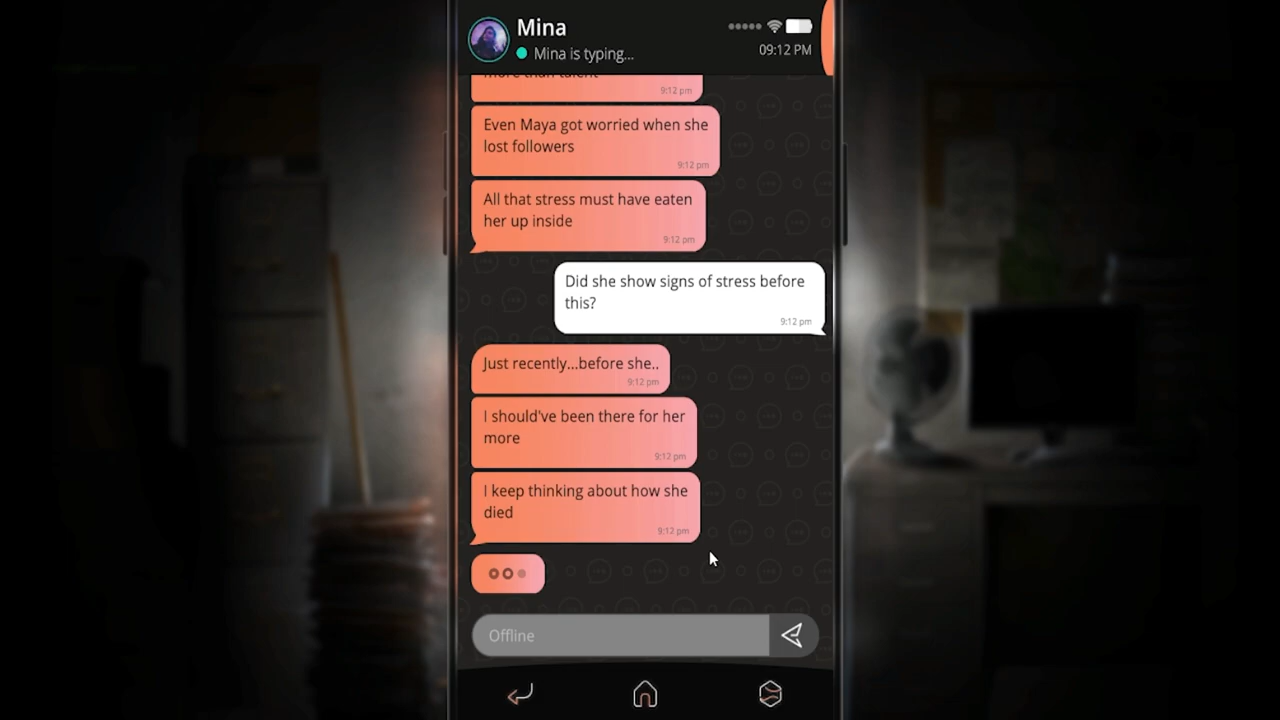 Mina
Mina is typing...
09:12 PM
more than talent
9:12 pm
Even Maya got worried when she
lost followers
9:12 pm
All that stress must have eaten
her up inside
9:12 pm
Did she show signs of stress before
this?
9:12 pm
Just recently...before she..
9:12 pm
I should've been there for her
more
9:12 pm
I keep thinking about how she
died
9:12 pm
Offline